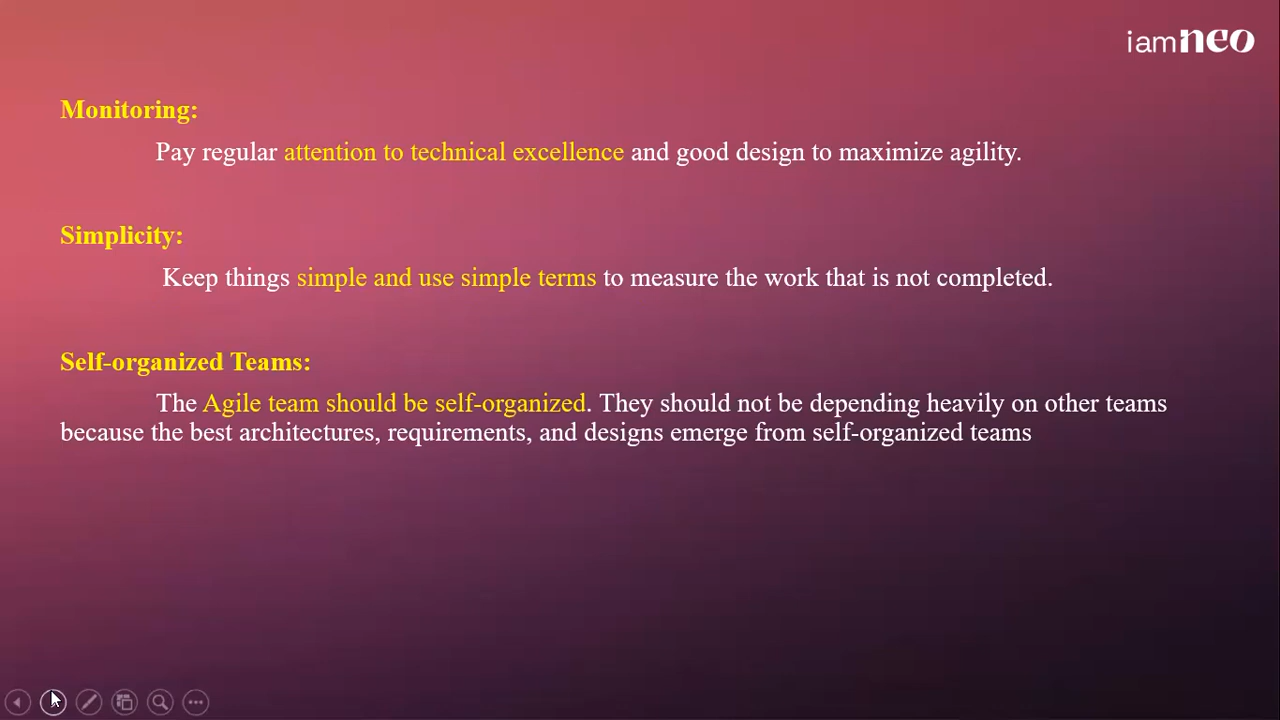 iamneo
Monitoring:
Pay regular attention to technical excellence and good design to maximize agility.
Simplicity:
Keep things simple and use simple terms to measure the work that is not completed.
Self-organized Teams:
The Agile team should be self-organized. They should not be depending heavily on other teams
because the best architectures, requirements, and designs emerge from self-organized teams